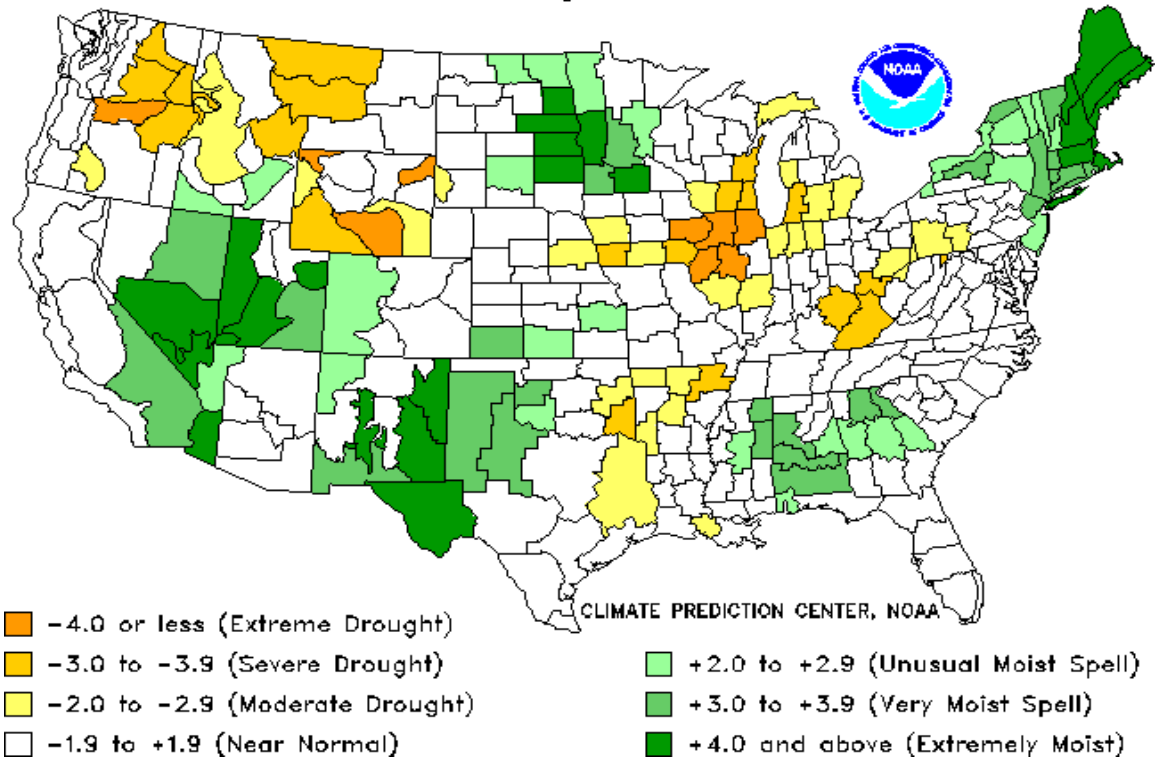 NOAA
CLIMATE PREDICTION CENTER, NOAA
-4.0 or less (Extreme Drought)
-3.0 to -3.9 (Severe Drought)
-2.0 to -2.9 (Moderate Drought)
-1.9 to +1.9 (Near Normal)
+2.0 to +2.9 (Unusual Moist Spell)
+3.0 to +3.9 (Very Moist Spell)
+4.0 and above (Extremely Moist)